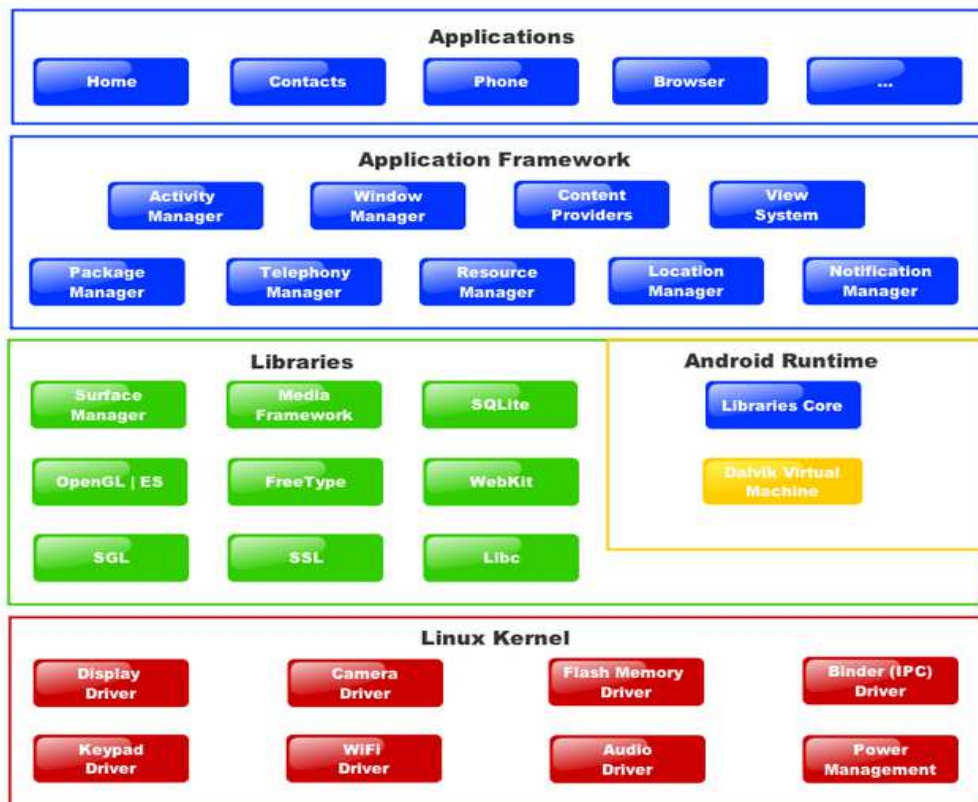 Applications
Home
Contacts
Phone
Browser
...
Application Framework
Activity
Manager
Window
Manager
Content
Providers
View
System
Package
Manager
Telephony
Manager
Resource
Manager
Location
Manager
Notification
Manager
Libraries
Surface
Manager
Media
Framework
SQLite
OpenGL | ES
FreeType
WebKit
SGL
SSL
Libc
Android Runtime
Libraries Core
Dalvik Virtual
Machine
Linux Kernel
Display
Driver
Camera
Driver
Flash Memory
Driver
Binder (IPC)
Driver
Keypad
Driver
WiFi
Driver
Audio
Driver
Power
Management